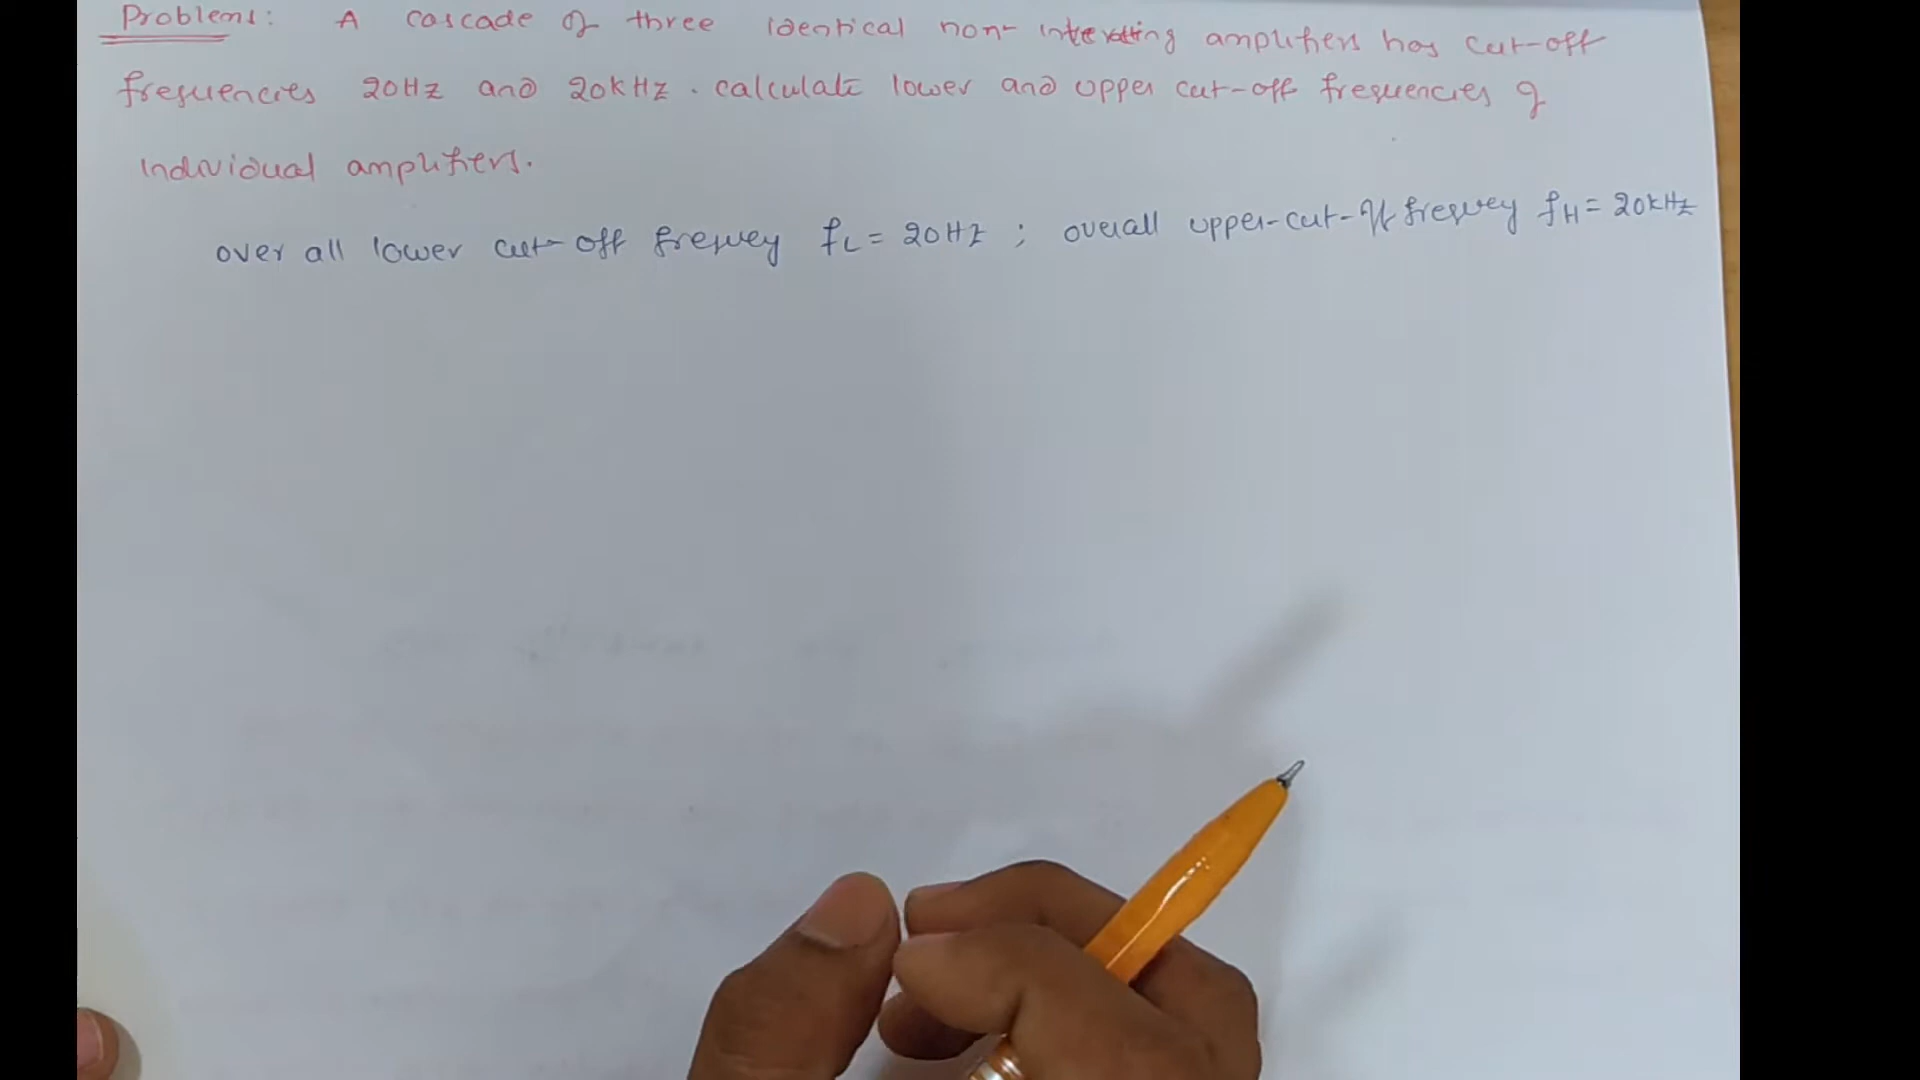 Problems: A cascade of three identical non-interacting amplifiers has cut-off
frequencies 20Hz and 20kHz. calculate lower and upper cut-off frequencies of
individual amplifiers.
over all lower cut-off frequey fL = 20Hz ; overall upper-cut-off frequey fH = 20kHz